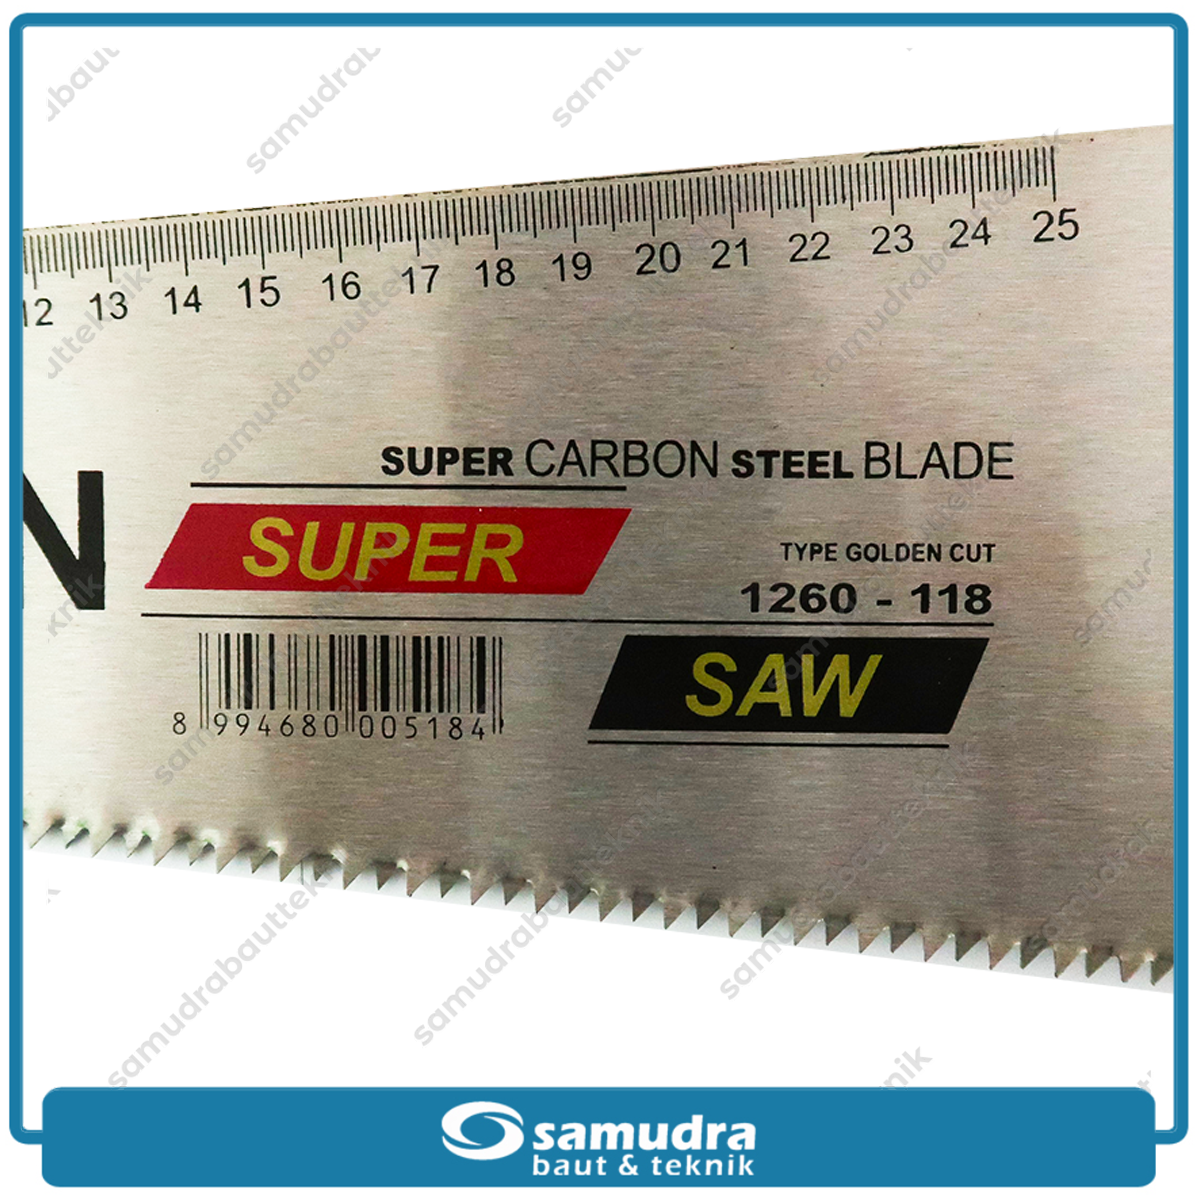 12 13 14 15 16 17 18 19 20 21 22 23 24 25
SUPER CARBON STEEL BLADE
N
SUPER
TYPE GOLDEN CUT
1260 - 118
SAW
8 994680 005184
samudrabautteknik
samudra
baut & teknik